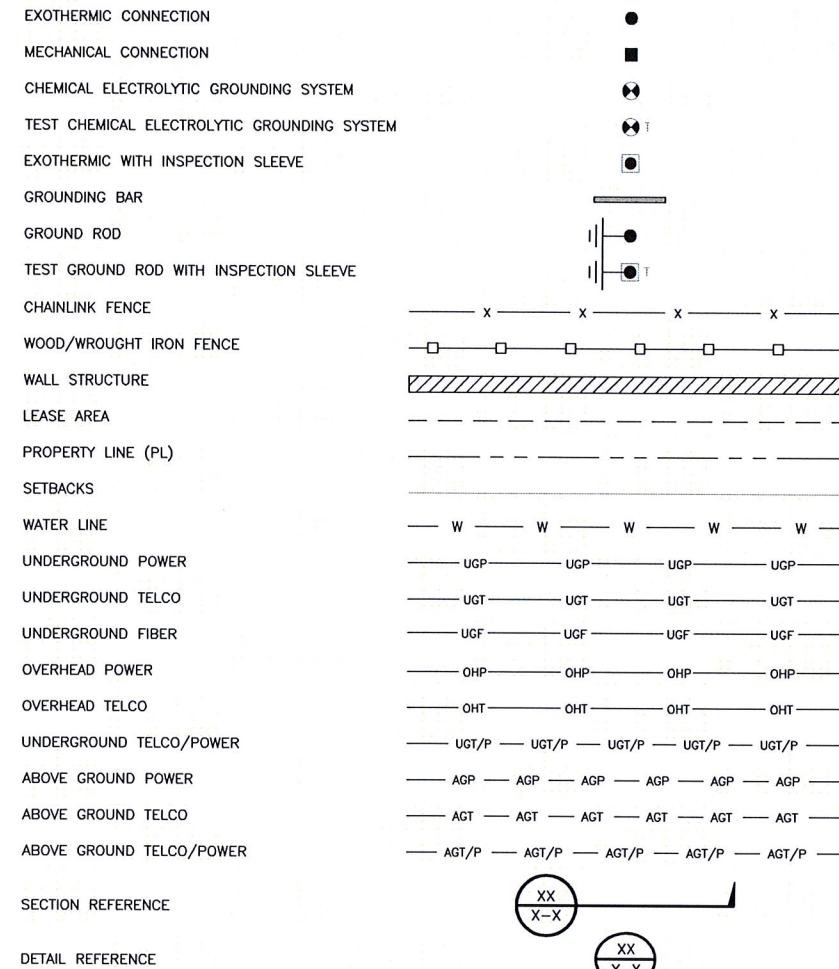 EXOTHERMIC CONNECTION
MECHANICAL CONNECTION
CHEMICAL ELECTROLYTIC GROUNDING SYSTEM
TEST CHEMICAL ELECTROLYTIC GROUNDING SYSTEM T
EXOTHERMIC WITH INSPECTION SLEEVE
GROUNDING BAR
GROUND ROD
TEST GROUND ROD WITH INSPECTION SLEEVE T
CHAINLINK FENCE X X X X
WOOD/WROUGHT IRON FENCE
WALL STRUCTURE
LEASE AREA
PROPERTY LINE (PL)
SETBACKS
WATER LINE W W W W W
UNDERGROUND POWER UGP UGP UGP UGP
UNDERGROUND TELCO UGT UGT UGT UGT
UNDERGROUND FIBER UGF UGF UGF UGF
OVERHEAD POWER OHP OHP OHP OHP
OVERHEAD TELCO OHT OHT OHT OHT
UNDERGROUND TELCO/POWER UGT/P UGT/P UGT/P UGT/P UGT/P
ABOVE GROUND POWER AGP AGP AGP AGP AGP AGP
ABOVE GROUND TELCO AGT AGT AGT AGT AGT AGT
ABOVE GROUND TELCO/POWER AGT/P AGT/P AGT/P AGT/P AGT/P
XX
SECTION REFERENCE
X-X
XX
DETAIL REFERENCE
X-X